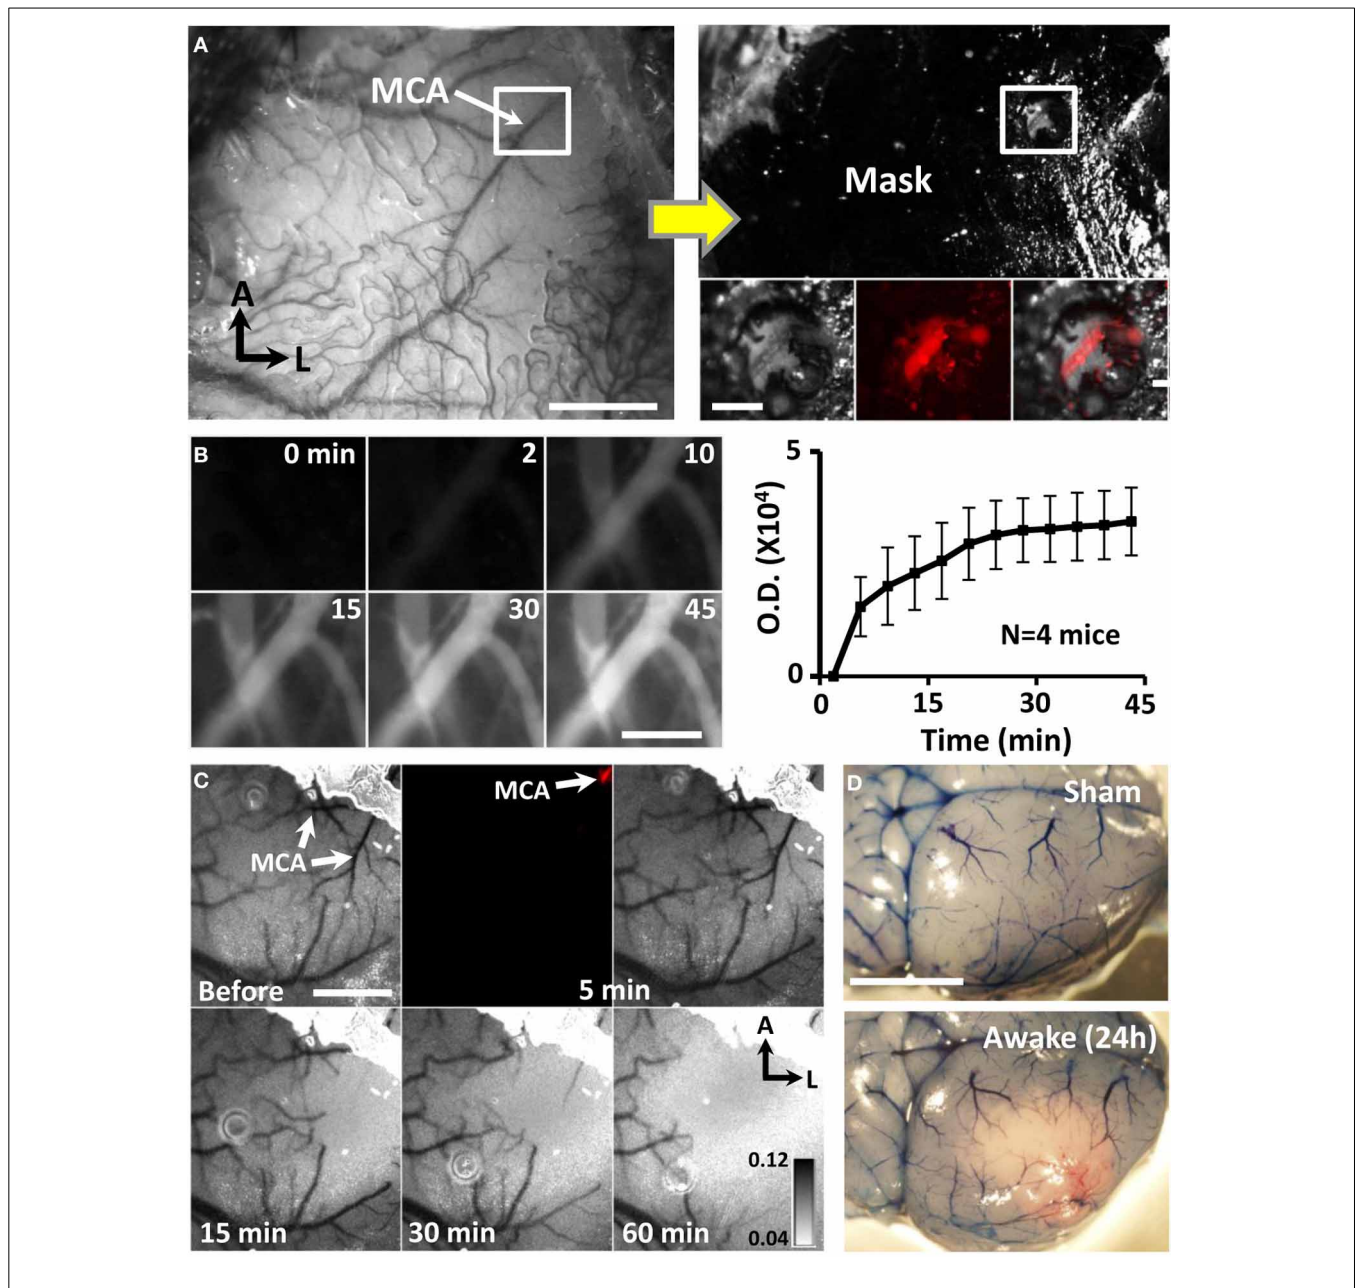 A
MCA
A
L
Mask
B
0 min
2
10
15
30
45
5
O.D. (X10⁴)
N=4 mice
0
0
15
30
45
Time (min)
C
MCA
MCA
Before
5 min
15 min
30 min
60 min
A
L
0.12
0.04
D
Sham
Awake (24h)